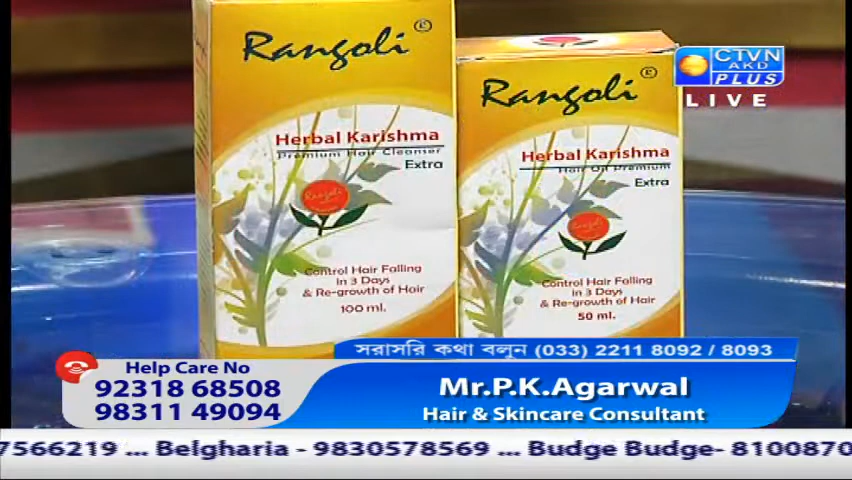 Rangoli
Herbal Karishma
Premium Hair Cleanser
Extra
Rangoli
Control Hair Falling
in 3 Days
& Re-growth of Hair
100 ml.
Rangoli
Herbal Karishma
Hair Oil Premium
Extra
Rangoli
Control Hair Falling
in 3 Days
& Re-growth of Hair
50 ml.
CTVN
AKD
PLUS
LIVE
সরাসরি কথা বলুন (033) 2211 8092 / 8093
Help Care No
92318 68508
98311 49094
Mr.P.K.Agarwal
Hair & Skincare Consultant
7566219 ... Belgharia - 9830578569 ... Budge Budge- 8100870